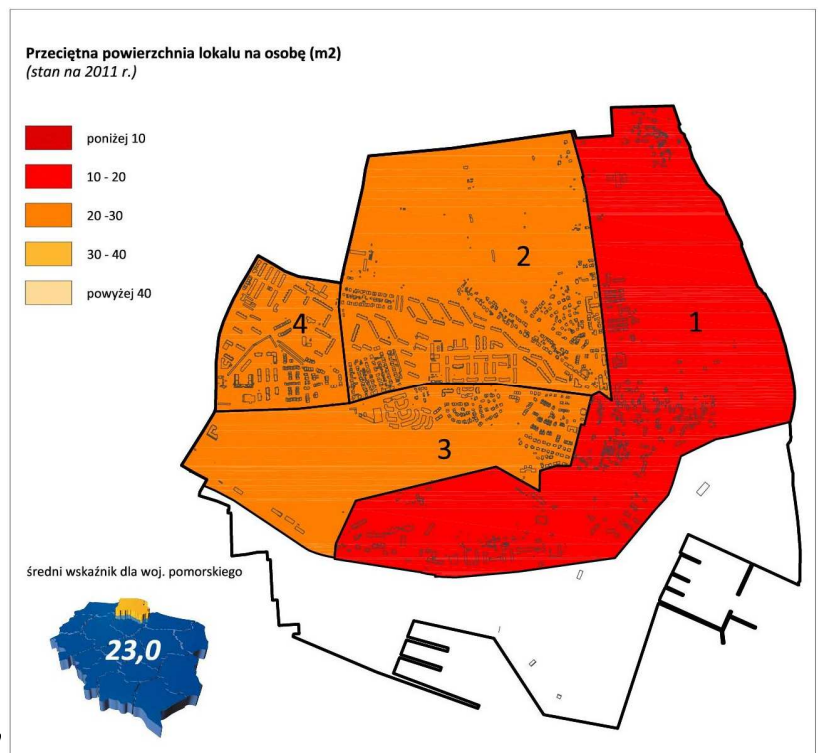 Przeciętna powierzchnia lokalu na osobę (m2)
(stan na 2011 r.)
poniżej 10
10 - 20
20 -30
30 - 40
powyżej 40
1
2
4
3
średni wskaźnik dla woj. pomorskiego
23,0